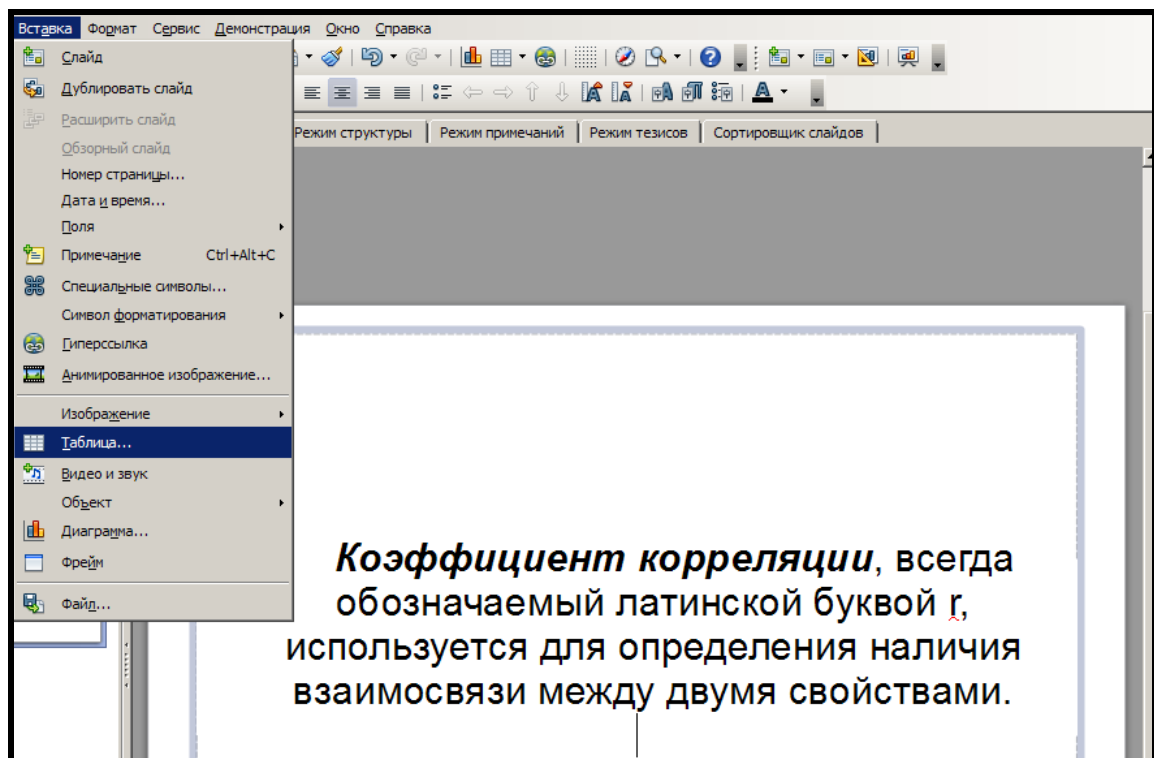 Вставка Формат Сервис Демонстрация Окно Справка
Слайд
Дублировать слайд
Расширить слайд
Обзорный слайд
Номер страницы...
Дата и время...
Поля
Примечание Ctrl+Alt+C
Специальные символы...
Символ форматирования
Гиперссылка
Анимированное изображение...
Изображение
Таблица...
Видео и звук
Объект
Диаграмма...
Фрейм
Файл...
Режим структуры Режим примечаний Режим тезисов Сортировщик слайдов
Коэффициент корреляции, всегда
обозначаемый латинской буквой r,
используется для определения наличия
взаимосвязи между двумя свойствами.